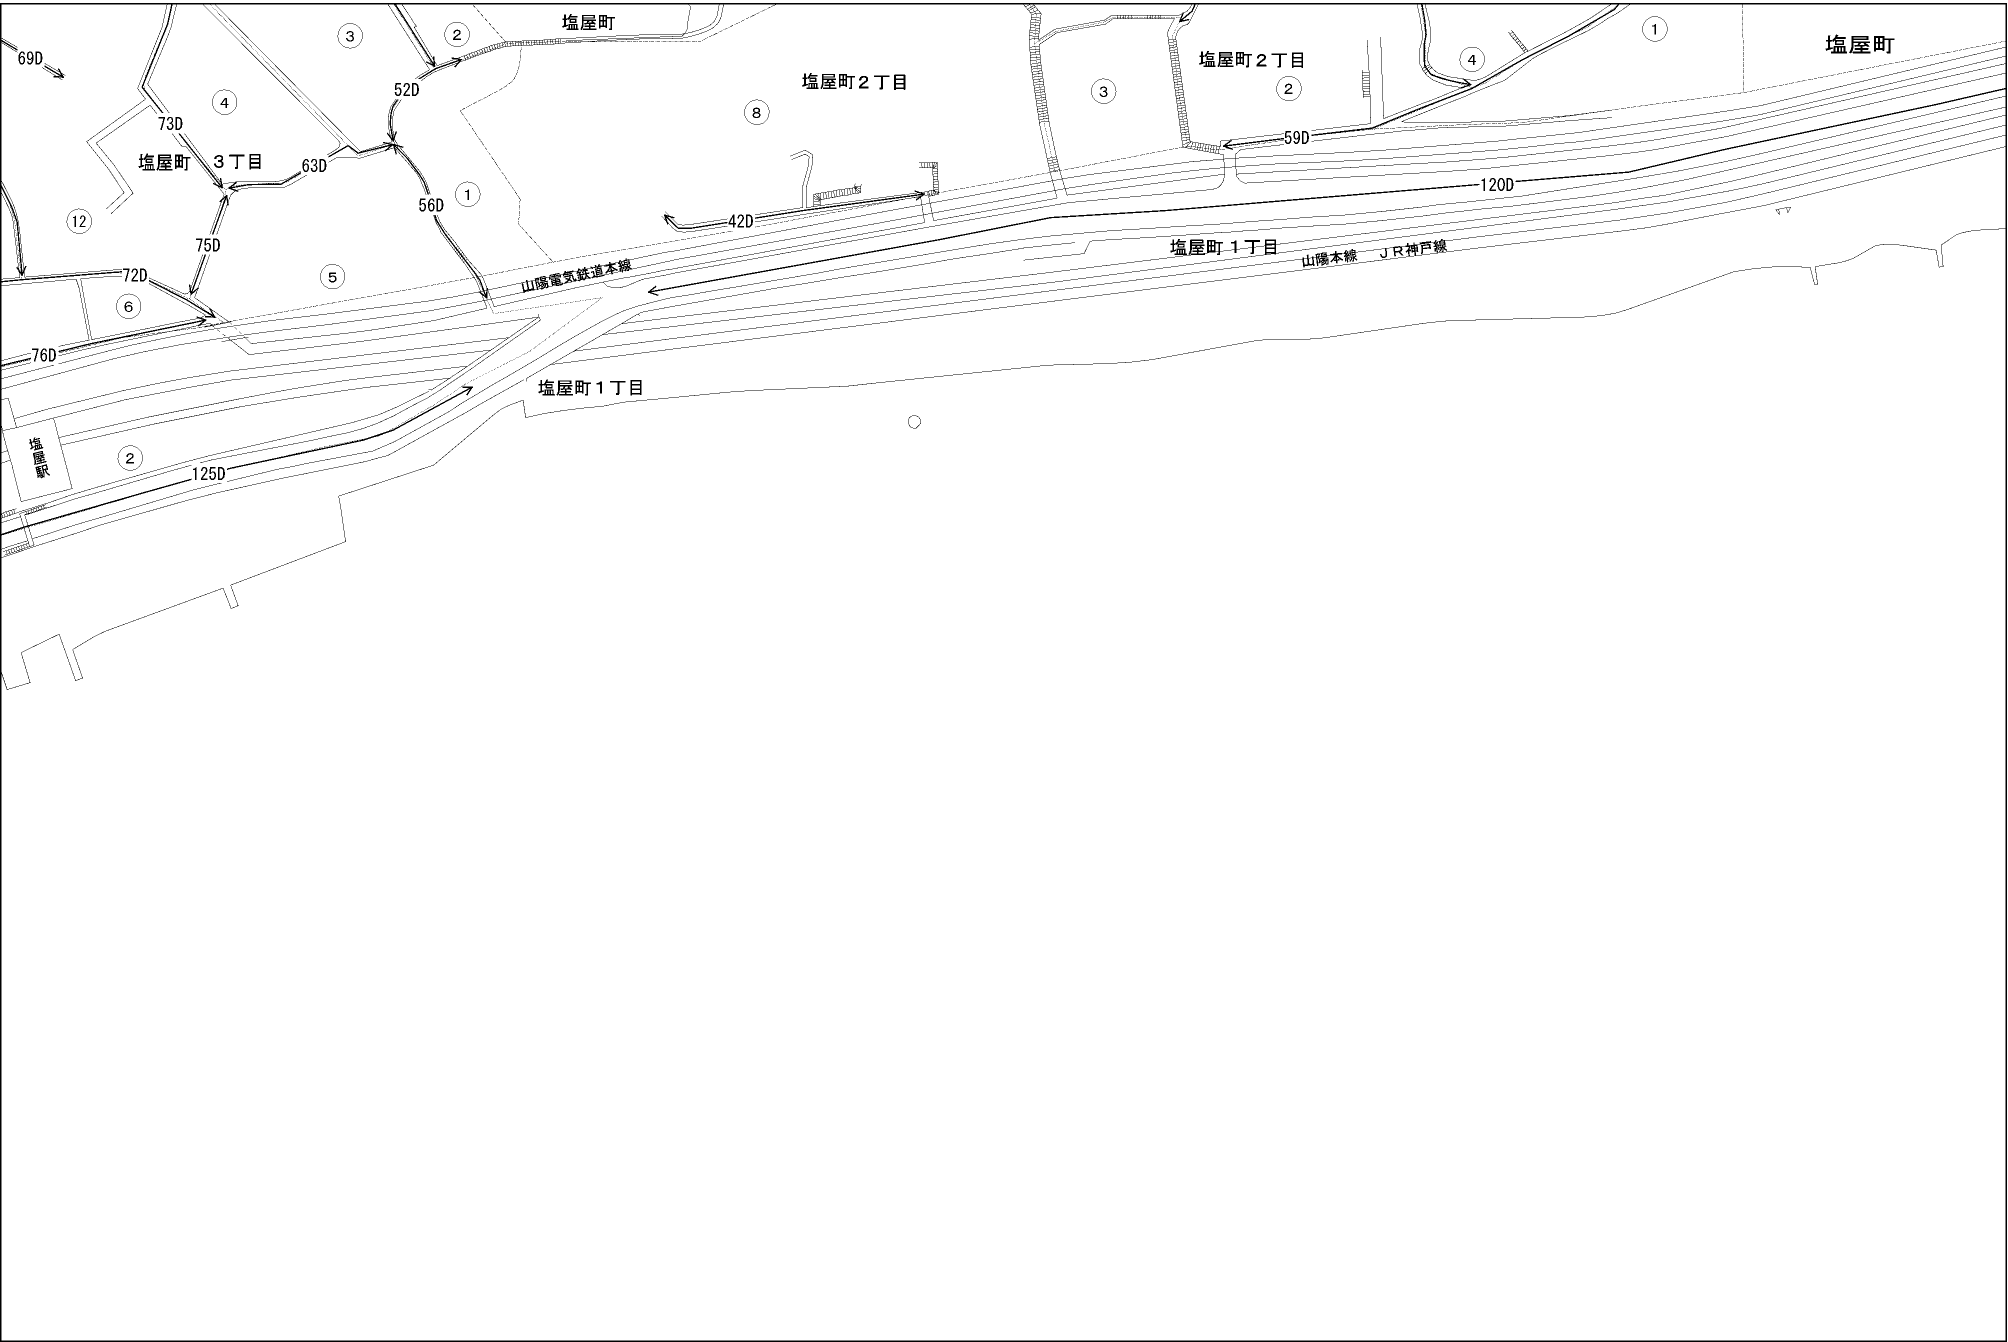 塩屋町
③
②
①
塩屋町
69D
④
塩屋町２丁目
④
塩屋町２丁目
52D
③
②
④
⑧
73D
59D
塩屋町　３丁目
63D
120D
①
56D
⑫
42D
75D
塩屋町１丁目
山陽本線　ＪＲ神戸線
72D
⑤
山陽電気鉄道本線
⑥
76D
塩屋町１丁目
塩屋駅
②
125D